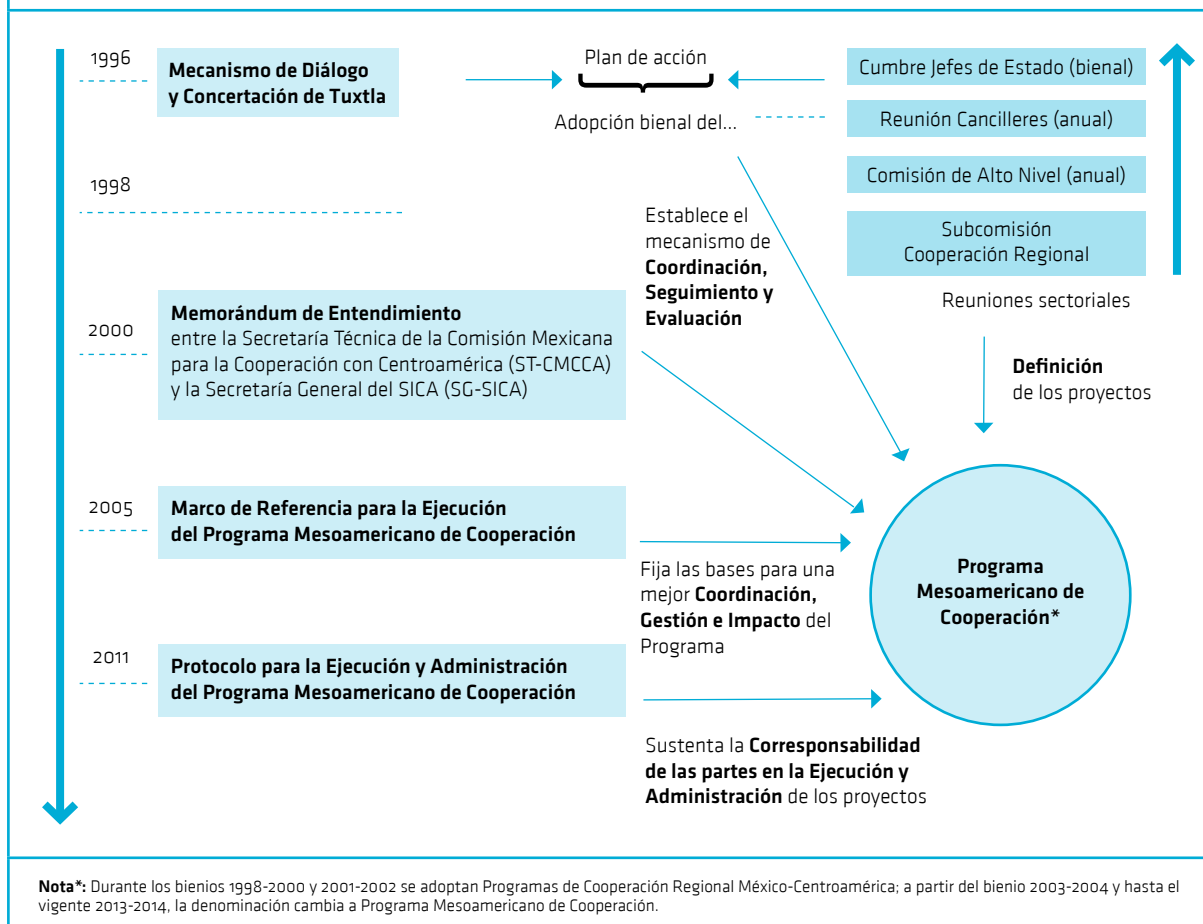 1996
Mecanismo de Diálogo
y Concertación de Tuxtla
Plan de acción
Adopción bienal del...
Cumbre Jefes de Estado (bienal)
Reunión Cancilleres (anual)
Comisión de Alto Nivel (anual)
Subcomisión
Cooperación Regional
Reuniones sectoriales
Definición
de los proyectos
1998
Establece el
mecanismo de
Coordinación,
Seguimiento y
Evaluación
2000
Memorándum de Entendimiento
entre la Secretaría Técnica de la Comisión Mexicana
para la Cooperación con Centroamérica (ST-CMCCA)
y la Secretaría General del SICA (SG-SICA)
2005
Marco de Referencia para la Ejecución
del Programa Mesoamericano de Cooperación
Fija las bases para una
mejor Coordinación,
Gestión e Impacto del
Programa
Programa
Mesoamericano de
Cooperación*
2011
Protocolo para la Ejecución y Administración
del Programa Mesoamericano de Cooperación
Sustenta la Corresponsabilidad
de las partes en la Ejecución y
Administración de los proyectos
Nota*: Durante los bienios 1998-2000 y 2001-2002 se adoptan Programas de Cooperación Regional México-Centroamérica; a partir del bienio 2003-2004 y hasta el
vigente 2013-2014, la denominación cambia a Programa Mesoamericano de Cooperación.